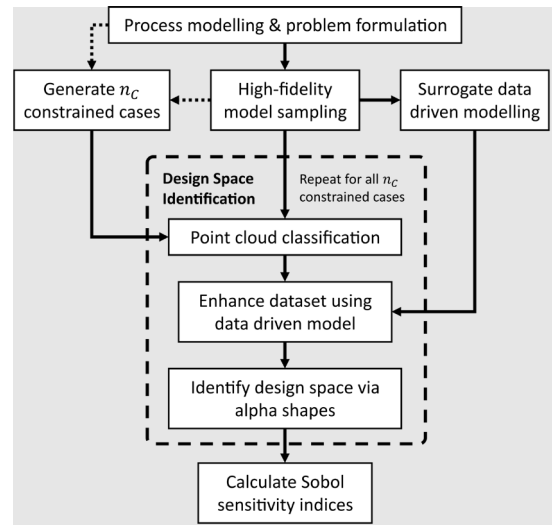 Process modelling & problem formulation
Generate n_C
constrained cases
High-fidelity
model sampling
Surrogate data
driven modelling
Design Space
Identification
Repeat for all n_C
constrained cases
Point cloud classification
Enhance dataset using
data driven model
Identify design space via
alpha shapes
Calculate Sobol
sensitivity indices